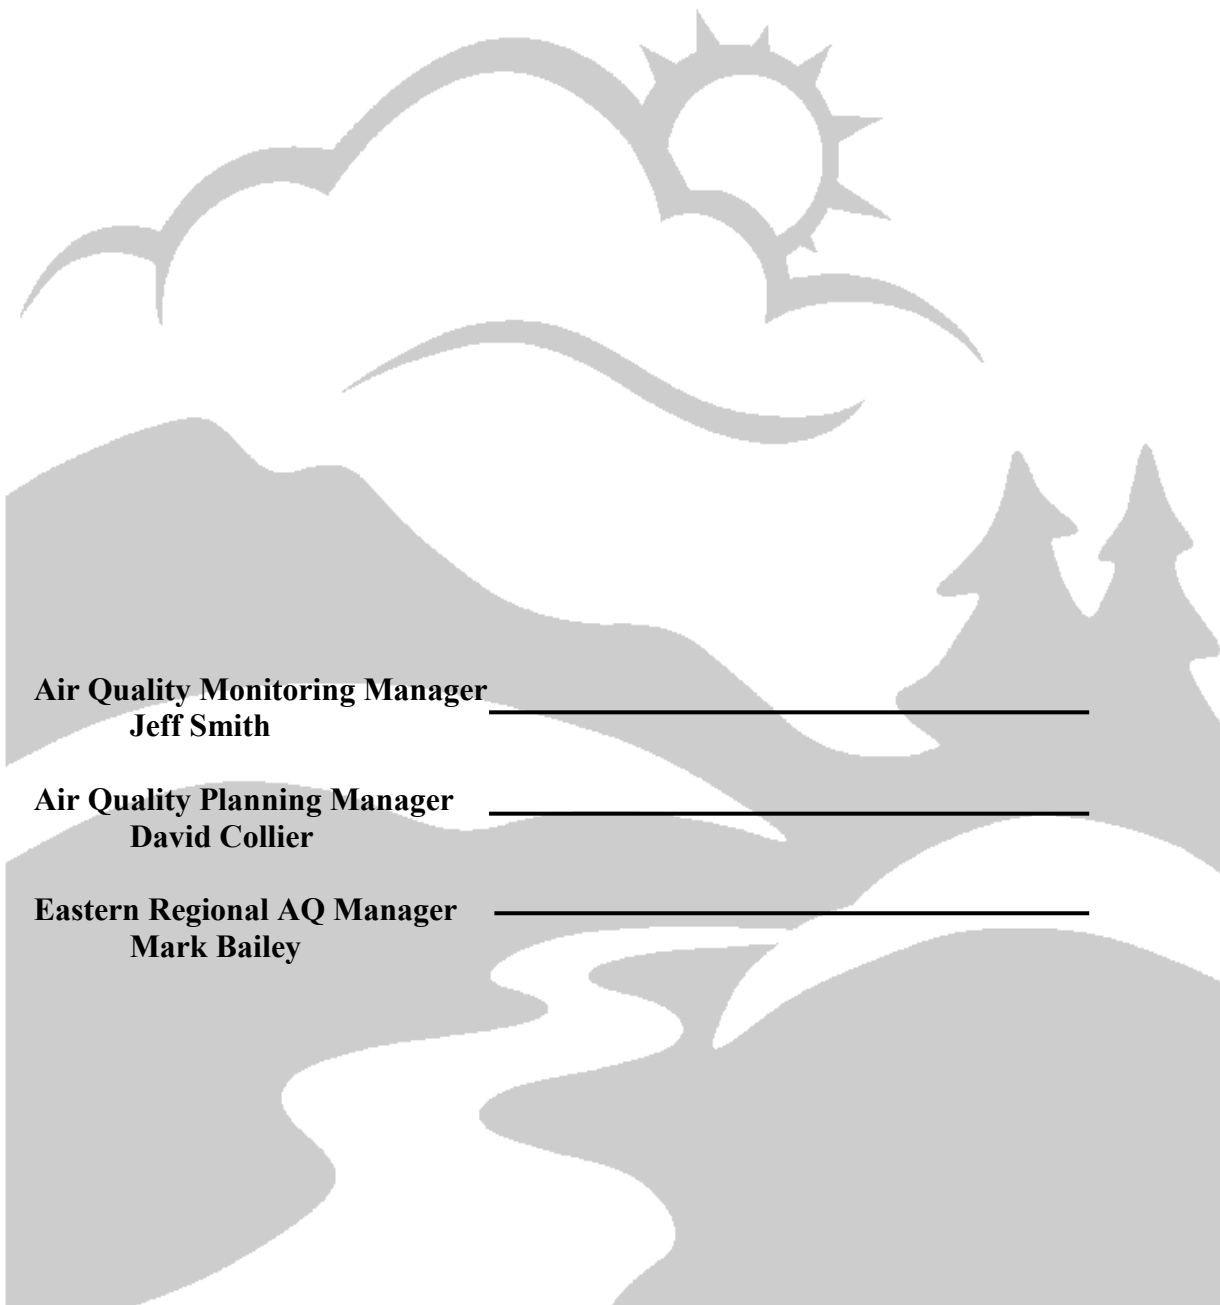 Air Quality Monitoring Manager
Jeff Smith
Air Quality Planning Manager
David Collier
Eastern Regional AQ Manager
Mark Bailey